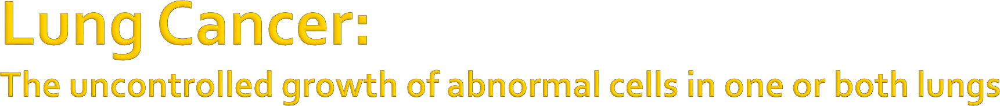 Lung Cancer:
The uncontrolled growth of abnormal cells in one or both lungs